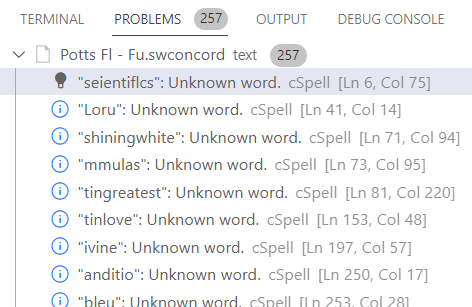 TERMINAL PROBLEMS 257 OUTPUT DEBUG CONSOLE
Potts Fl - Fu.swconcord text 257
"seientiflcs": Unknown word. cSpell [Ln 6, Col 75]
"Loru": Unknown word. cSpell [Ln 41, Col 14]
"shiningwhite": Unknown word. cSpell [Ln 71, Col 94]
"mmulas": Unknown word. cSpell [Ln 73, Col 95]
"tingreatest": Unknown word. cSpell [Ln 81, Col 220]
"tinlove": Unknown word. cSpell [Ln 153, Col 48]
"ivine": Unknown word. cSpell [Ln 197, Col 57]
"anditio": Unknown word. cSpell [Ln 250, Col 17]
"bleu": Unknown word. cSpell [Ln 253, Col 28]